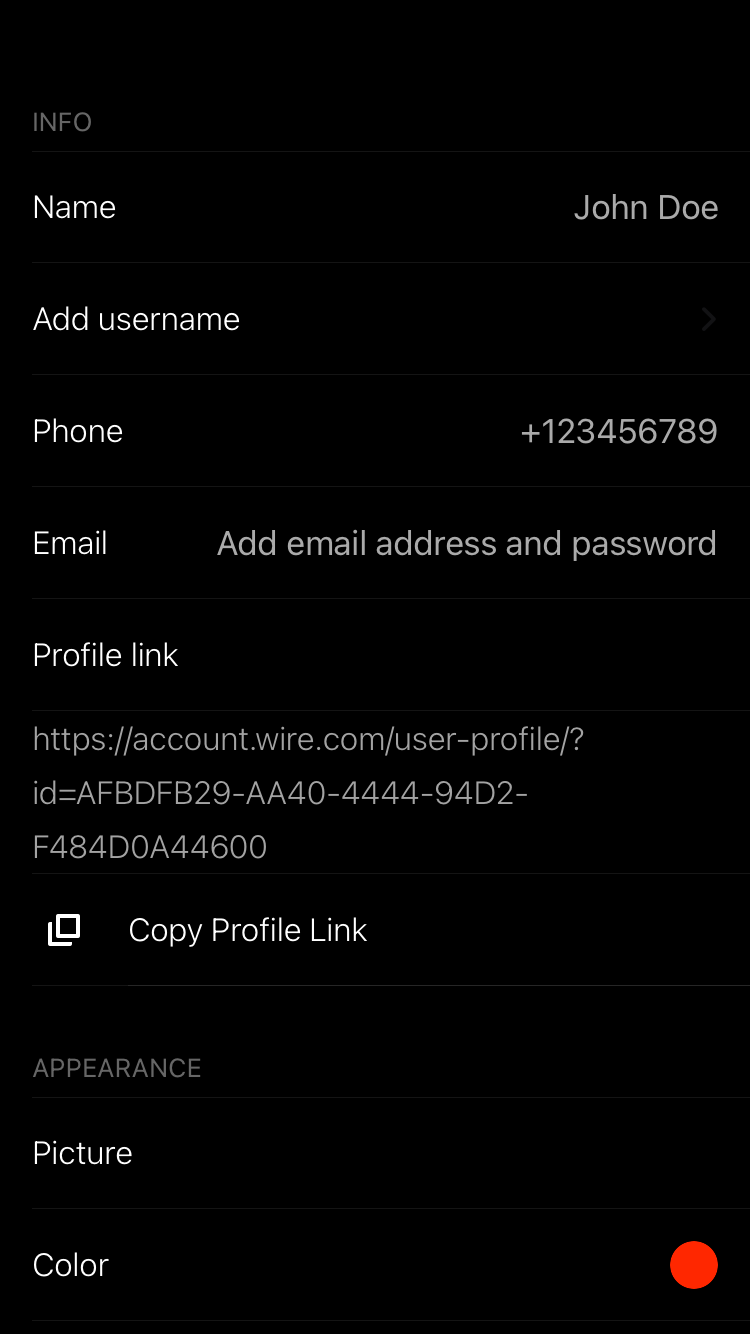 INFO
Name John Doe
Add username
Phone +123456789
Email Add email address and password
Profile link
https://account.wire.com/user-profile/?
id=AFBDFB29-AA40-4444-94D2-
F484D0A44600
Copy Profile Link
APPEARANCE
Picture
Color